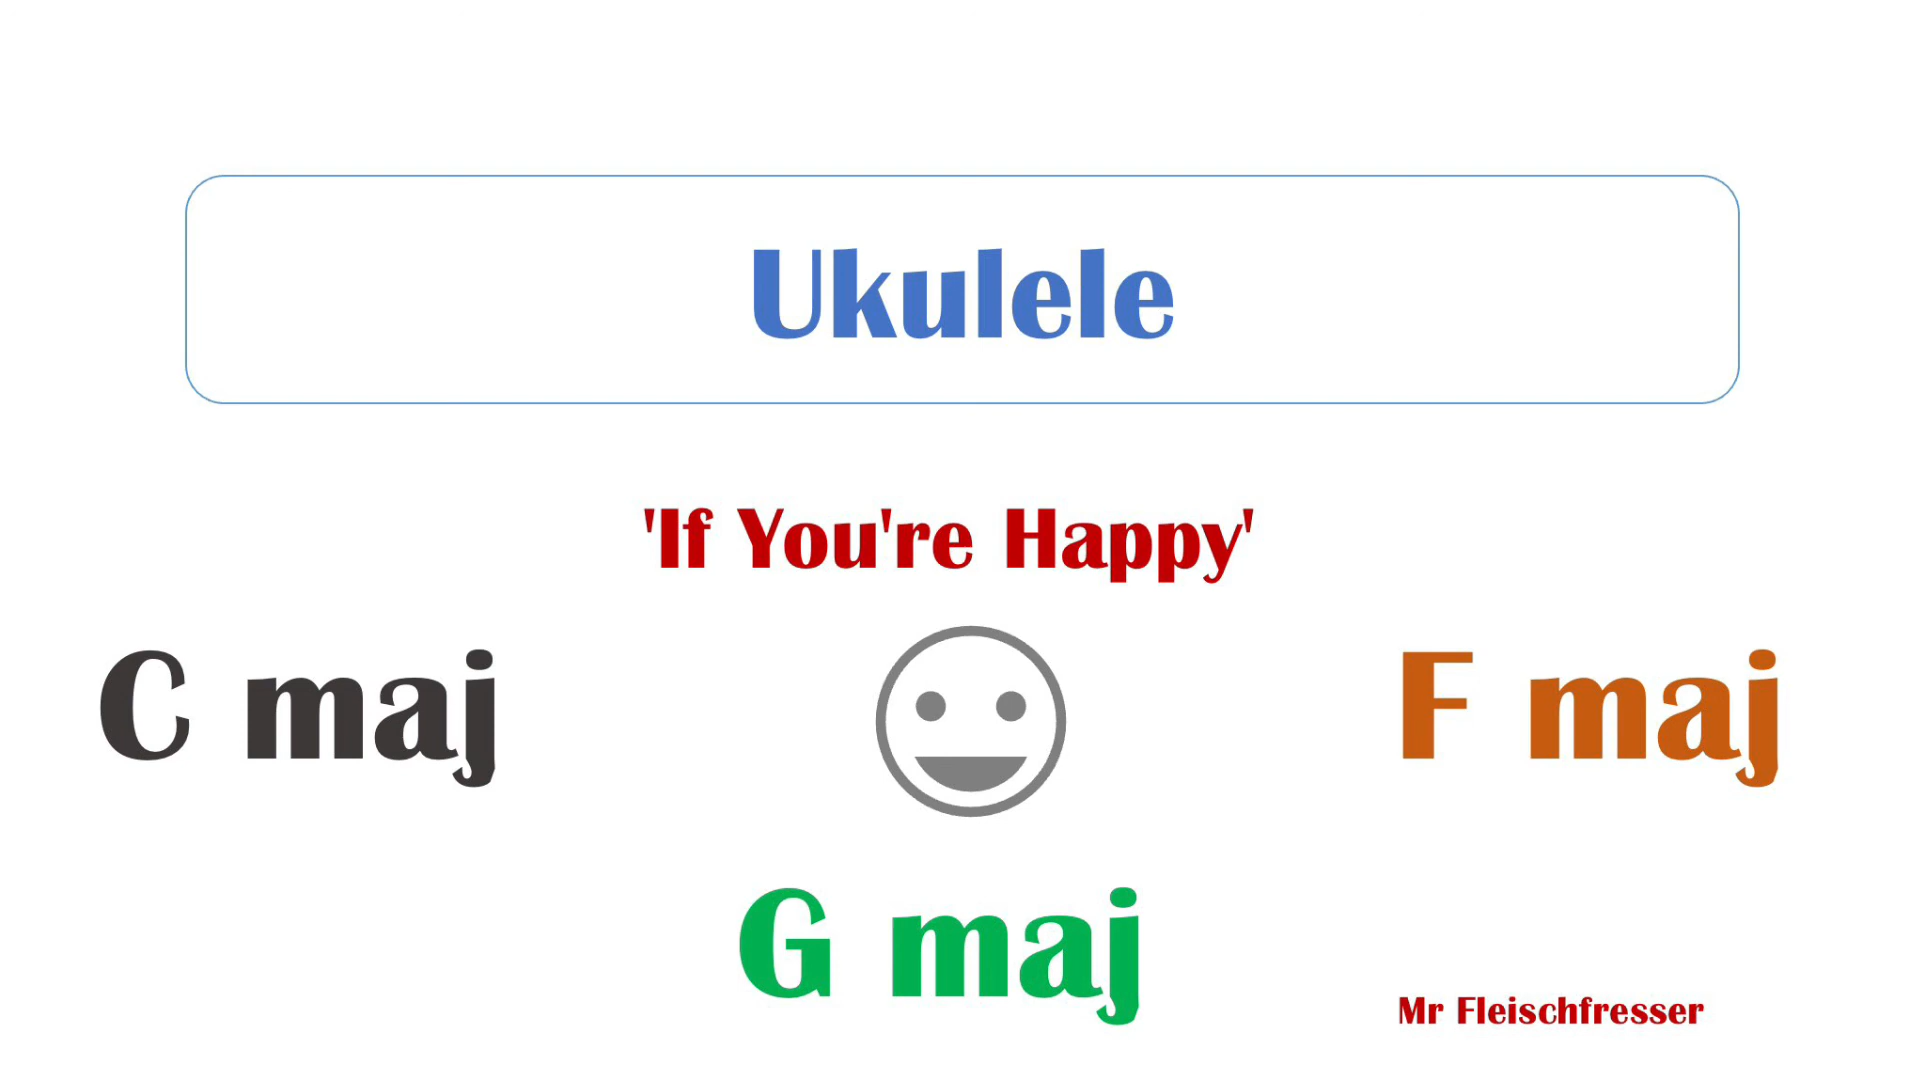 Ukulele
'If You're Happy'
C maj
F maj
G maj
Mr Fleischfresser